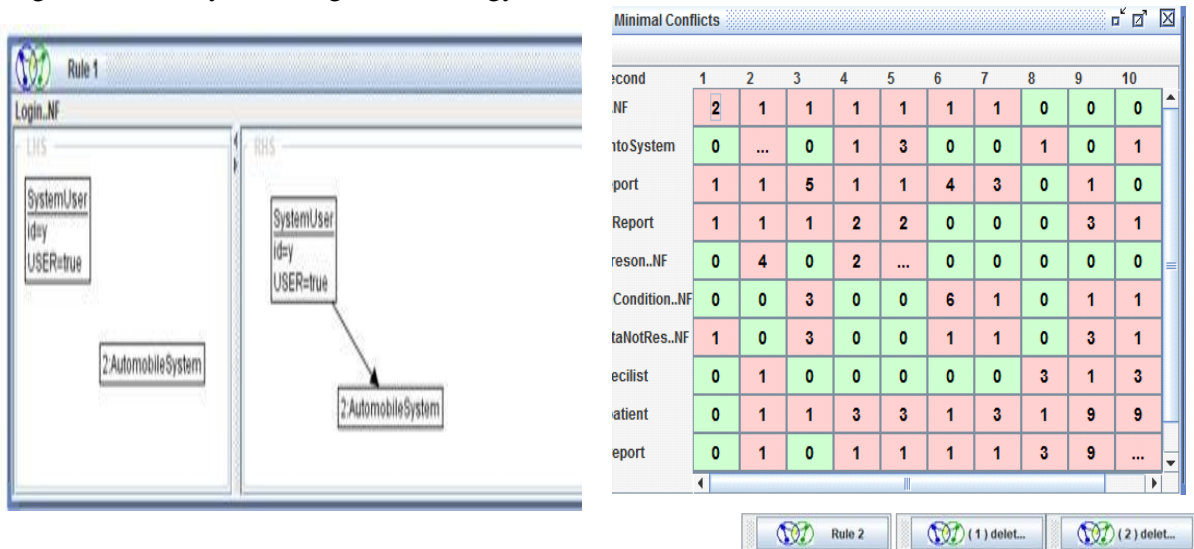 Rule 1
Login..NF
LHS
RHS
SystemUser
id=y
USER=true
2:AutomobileSystem
SystemUser
id=y
USER=true
2:AutomobileSystem
Minimal Conflicts
econd 1 2 3 4 5 6 7 8 9 10
.NF 2 1 1 1 1 1 1 0 0 0
ntoSystem 0 ... 0 1 3 0 0 1 0 1
port 1 1 5 1 1 4 3 0 1 0
Report 1 1 1 2 2 0 0 0 3 1
reson..NF 0 4 0 2 ... 0 0 0 0 0
Condition..NF 0 0 3 0 0 6 1 0 1 1
taNotRes..NF 1 0 3 0 0 1 1 0 3 1
ecilist 0 1 0 0 0 0 0 3 1 3
atient 0 1 1 3 3 1 3 1 9 9
eport 0 1 0 1 1 1 1 3 9 ...
Rule 2
( 1 ) delet...
( 2 ) delet...